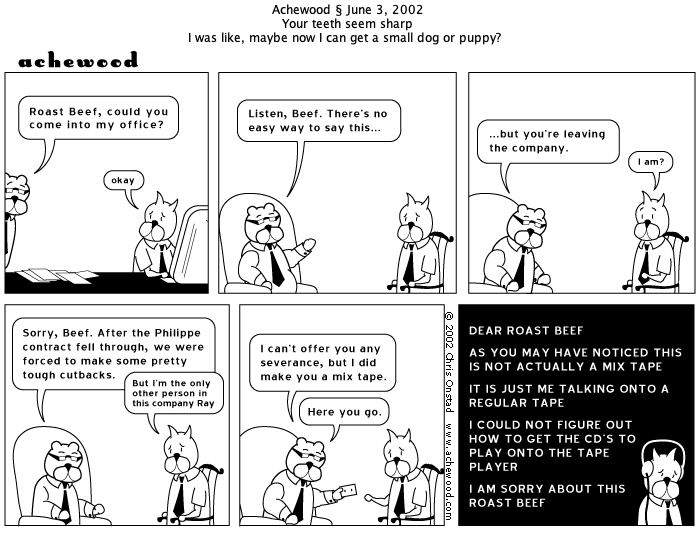 Achewood § June 3, 2002
Your teeth seem sharp
I was like, maybe now I can get a small dog or puppy?
achewood
Roast Beef, could you
come into my office?
okay
Listen, Beef. There's no
easy way to say this...
...but you're leaving
the company.
I am?
Sorry, Beef. After the Philippe
contract fell through, we were
forced to make some pretty
tough cutbacks.
But I'm the only
other person in
this company Ray
I can't offer you any
severance, but I did
make you a mix tape.
Here you go.
© 2002 Chris Onstad www.achewood.com
DEAR ROAST BEEF
AS YOU MAY HAVE NOTICED THIS
IS NOT ACTUALLY A MIX TAPE
IT IS JUST ME TALKING ONTO A
REGULAR TAPE
I COULD NOT FIGURE OUT
HOW TO GET THE CD'S TO
PLAY ONTO THE TAPE
PLAYER
I AM SORRY ABOUT THIS
ROAST BEEF